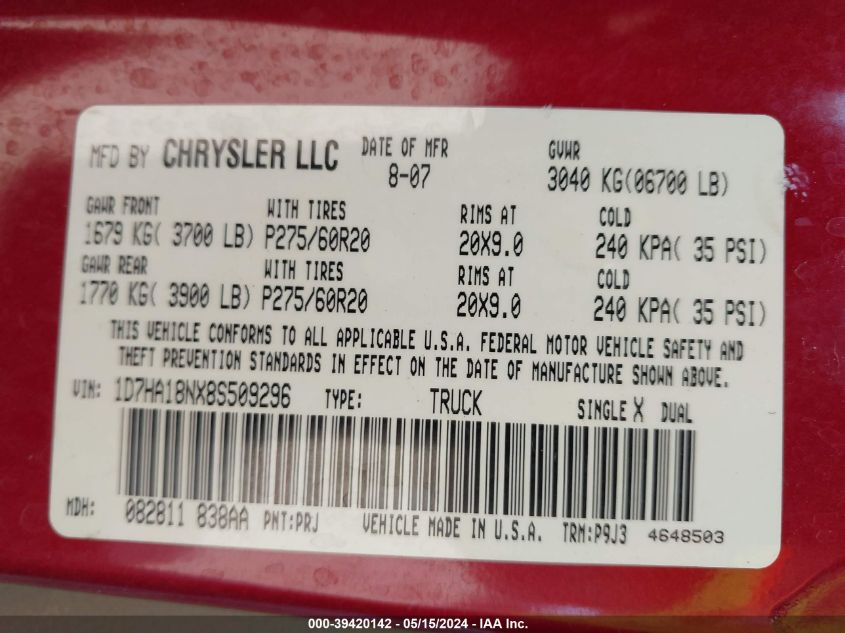 MFD BY CHRYSLER LLC DATE OF MFR GVWR
8-07 3040 KG(06700 LB)
GAWR FRONT WITH TIRES RIMS AT COLD
1679 KG( 3700 LB) P275/60R20 20X9.0 240 KPA( 35 PSI)
GAWR REAR WITH TIRES RIMS AT COLD
1770 KG( 3900 LB) P275/60R20 20X9.0 240 KPA( 35 PSI)
THIS VEHICLE CONFORMS TO ALL APPLICABLE U.S.A. FEDERAL MOTOR VEHICLE SAFETY AND
THEFT PREVENTION STANDARDS IN EFFECT ON THE DATE OF MANUFACTURE SHOWN ABOVE.
VIN: 1D7HA18NX8S509296 TYPE: TRUCK SINGLE X DUAL
MDH: 082811 838AA PNT:PRJ VEHICLE MADE IN U.S.A. TRM:P9J3 4648503
000-39420142 - 05/15/2024 - IAA Inc.